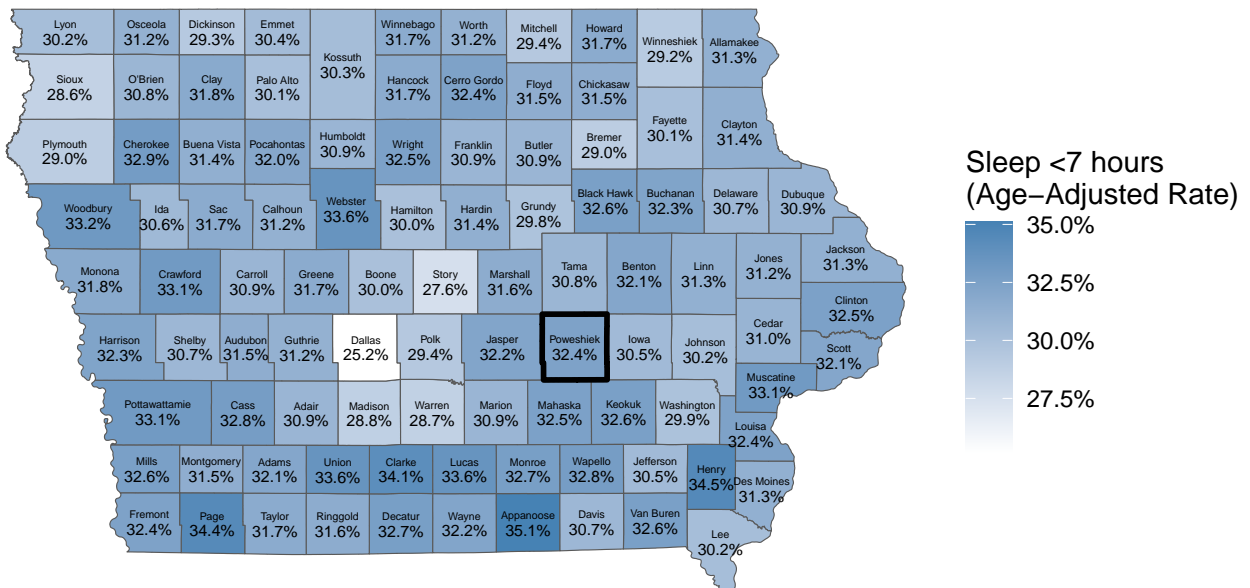 Lyon
30.2%
Osceola
31.2%
Dickinson
29.3%
Emmet
30.4%
Kossuth
30.3%
Winnebago
31.7%
Worth
31.2%
Mitchell
29.4%
Howard
31.7%
Winneshiek
29.2%
Allamakee
31.3%
Sioux
28.6%
O'Brien
30.8%
Clay
31.8%
Palo Alto
30.1%
Hancock
31.7%
Cerro Gordo
32.4%
Floyd
31.5%
Chickasaw
31.5%
Fayette
30.1%
Clayton
31.4%
Plymouth
29.0%
Cherokee
32.9%
Buena Vista
31.4%
Pocahontas
32.0%
Humboldt
30.9%
Wright
32.5%
Franklin
30.9%
Butler
30.9%
Bremer
29.0%
Woodbury
33.2%
Ida
30.6%
Sac
31.7%
Calhoun
31.2%
Webster
33.6%
Hamilton
30.0%
Hardin
31.4%
Grundy
29.8%
Black Hawk
32.6%
Buchanan
32.3%
Delaware
30.7%
Dubuque
30.9%
Monona
31.8%
Crawford
33.1%
Carroll
30.9%
Greene
31.7%
Boone
30.0%
Story
27.6%
Marshall
31.6%
Tama
30.8%
Benton
32.1%
Linn
31.3%
Jones
31.2%
Jackson
31.3%
Clinton
32.5%
Harrison
32.3%
Shelby
30.7%
Audubon
31.5%
Guthrie
31.2%
Dallas
25.2%
Polk
29.4%
Jasper
32.2%
Poweshiek
32.4%
Iowa
30.5%
Johnson
30.2%
Cedar
31.0%
Scott
32.1%
Muscatine
33.1%
Pottawattamie
33.1%
Cass
32.8%
Adair
30.9%
Madison
28.8%
Warren
28.7%
Marion
30.9%
Mahaska
32.5%
Keokuk
32.6%
Washington
29.9%
Louisa
32.4%
Mills
32.6%
Montgomery
31.5%
Adams
32.1%
Union
33.6%
Clarke
34.1%
Lucas
33.6%
Monroe
32.7%
Wapello
32.8%
Jefferson
30.5%
Henry
34.5%
Des Moines
31.3%
Fremont
32.4%
Page
34.4%
Taylor
31.7%
Ringgold
31.6%
Decatur
32.7%
Wayne
32.2%
Appanoose
35.1%
Davis
30.7%
Van Buren
32.6%
Lee
30.2%
Sleep <7 hours
(Age−Adjusted Rate)
35.0%
32.5%
30.0%
27.5%